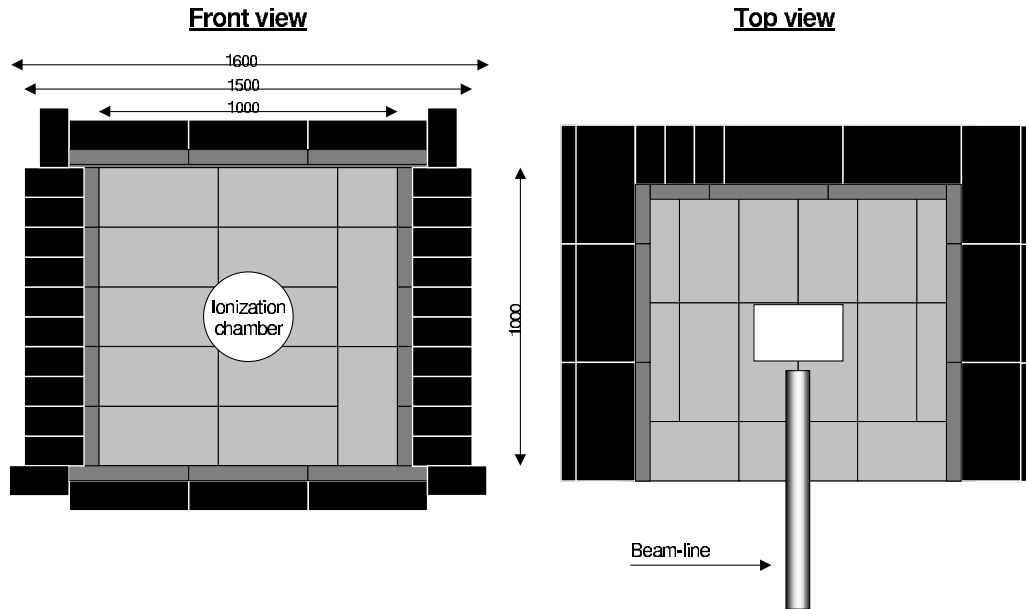 Front view
Top view
1600
1500
1000
1000
Ionization
chamber
Beam-line